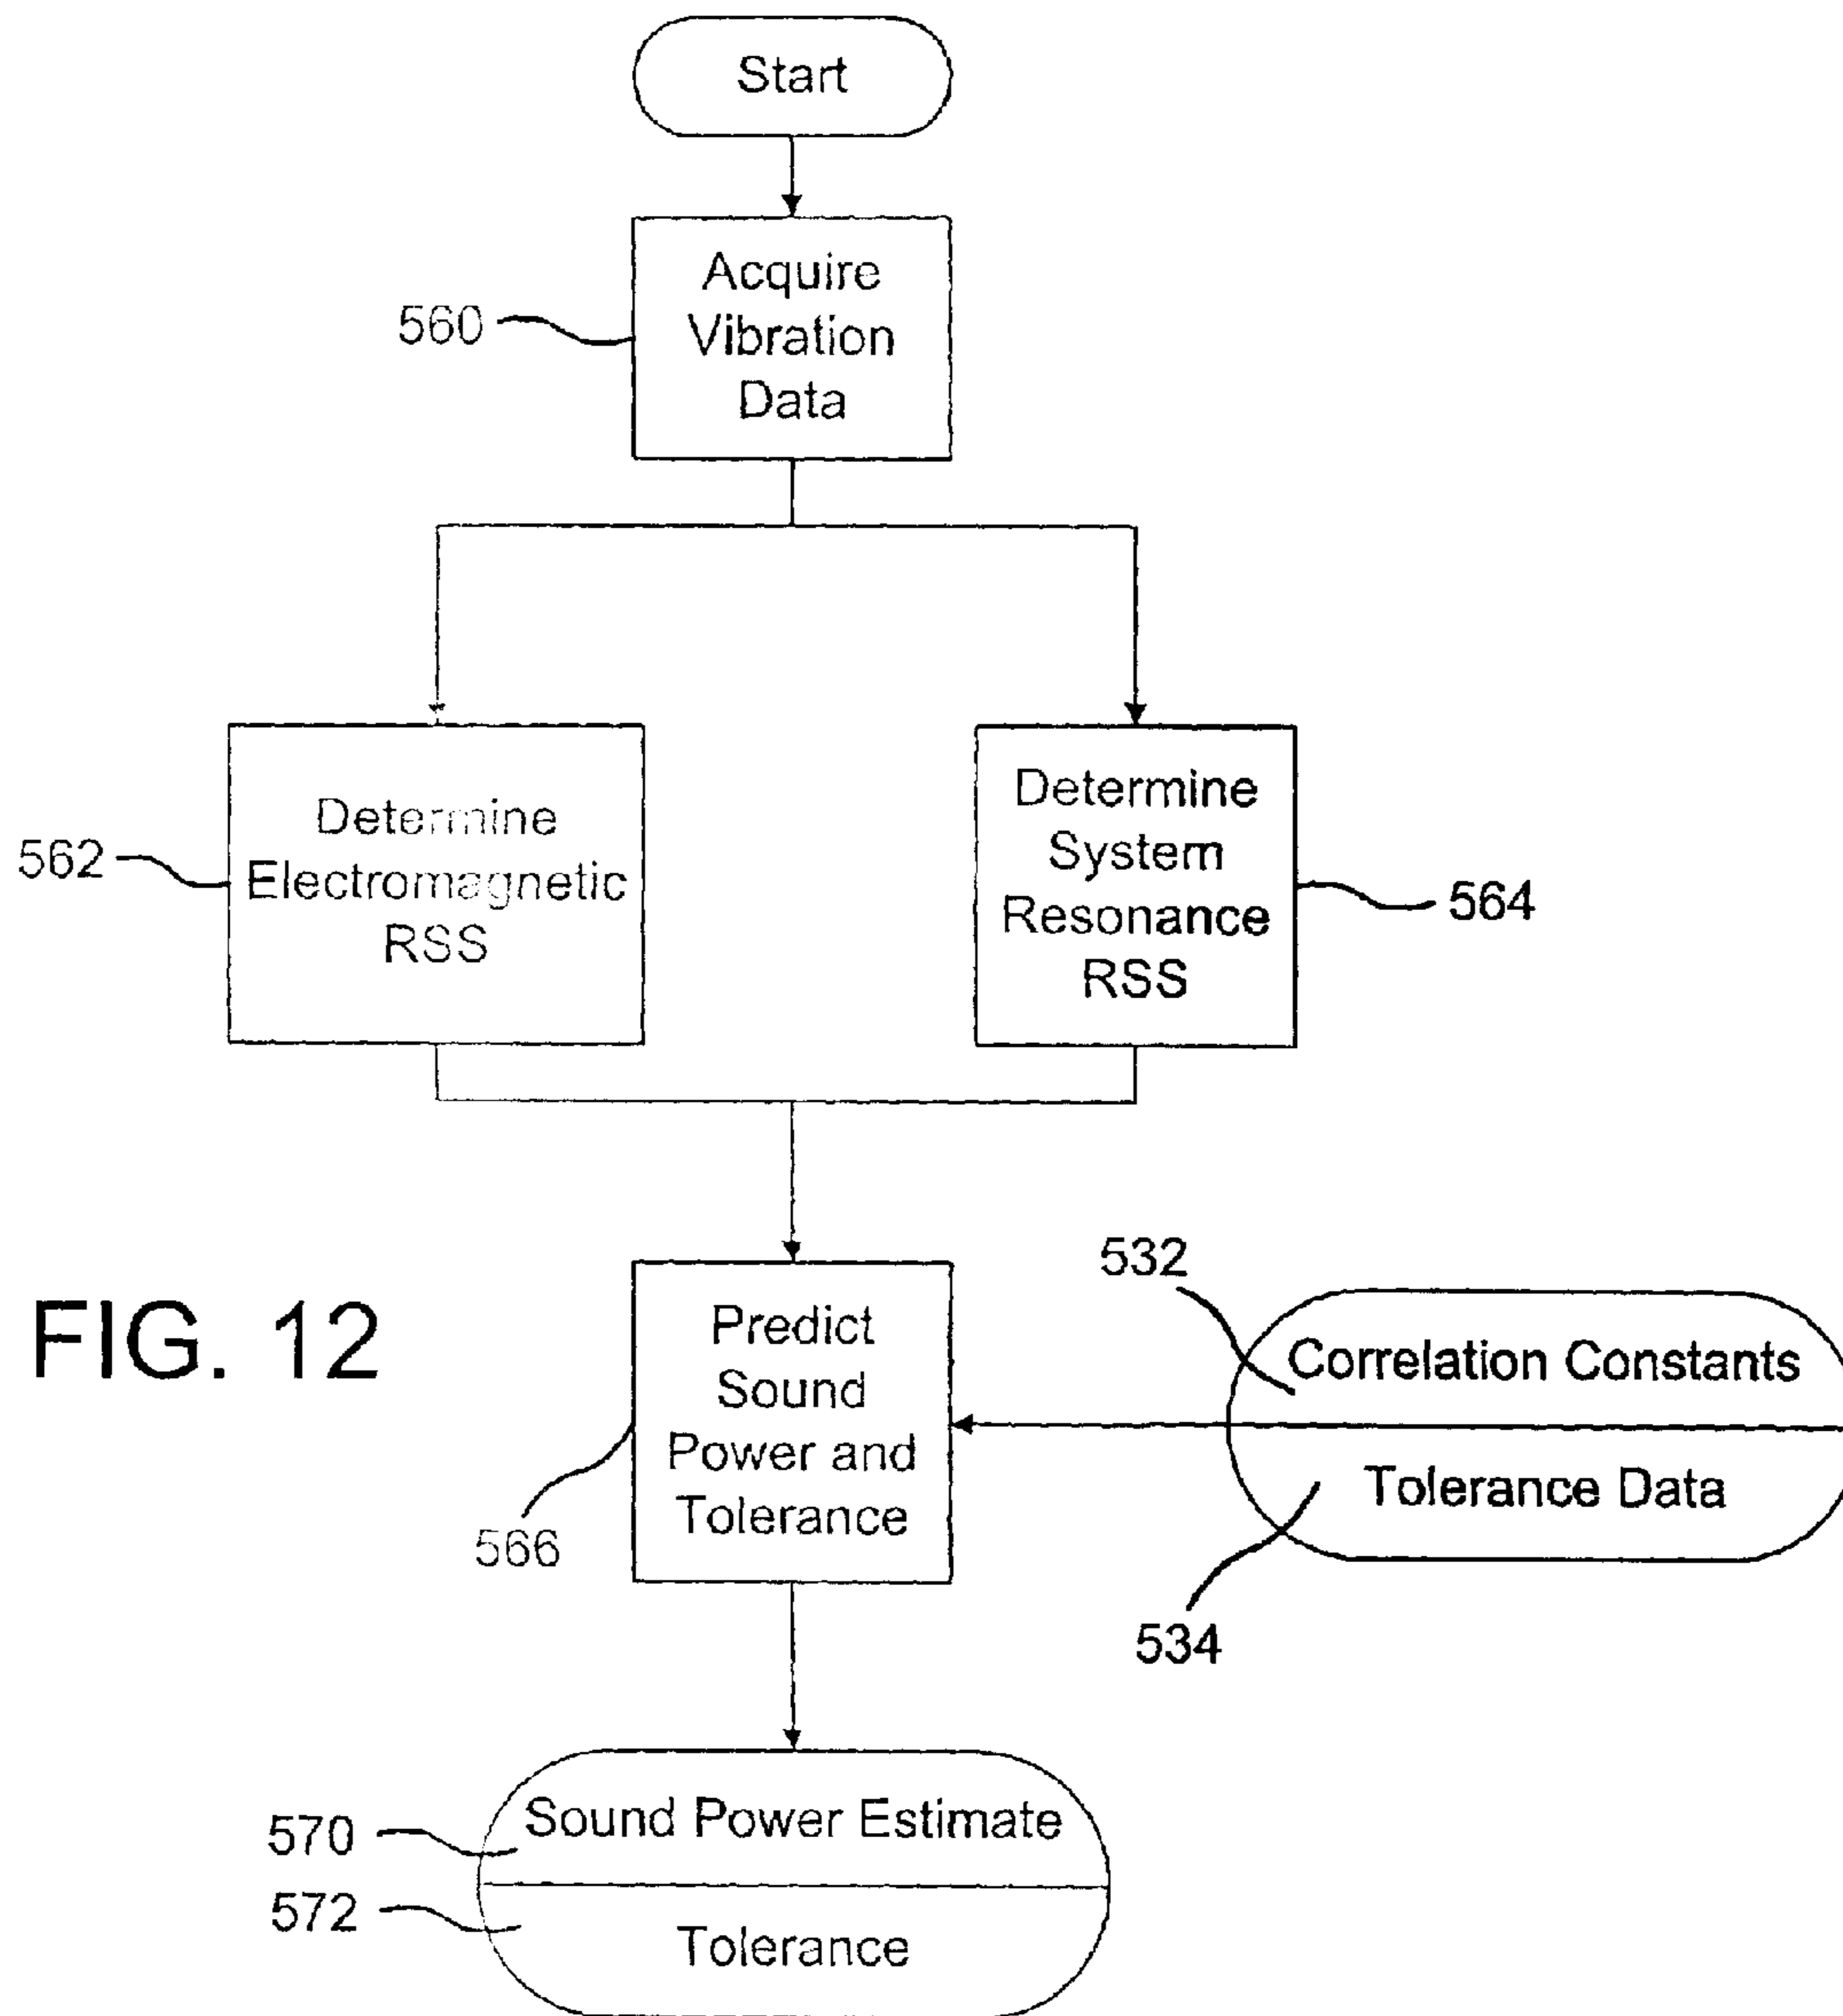 Start
Acquire
Vibration
Data
560
Determine
Electromagnetic
RSS
562
Determine
System
Resonance
RSS
564
FIG. 12
Predict
Sound
Power and
Tolerance
566
532
Correlation Constants
Tolerance Data
534
570
Sound Power Estimate
572
Tolerance